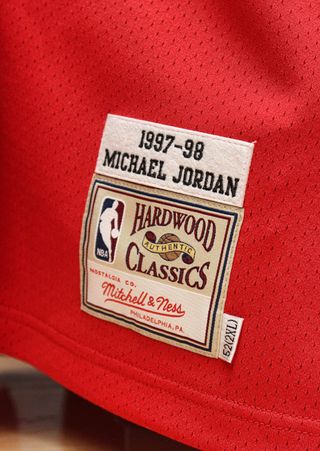 1997-98
MICHAEL JORDAN
HARDWOOD
AUTHENTIC
CLASSICS
NBA
NOSTALGIA CO.
Mitchell & Ness
PHILADELPHIA, PA.
52(2XL)